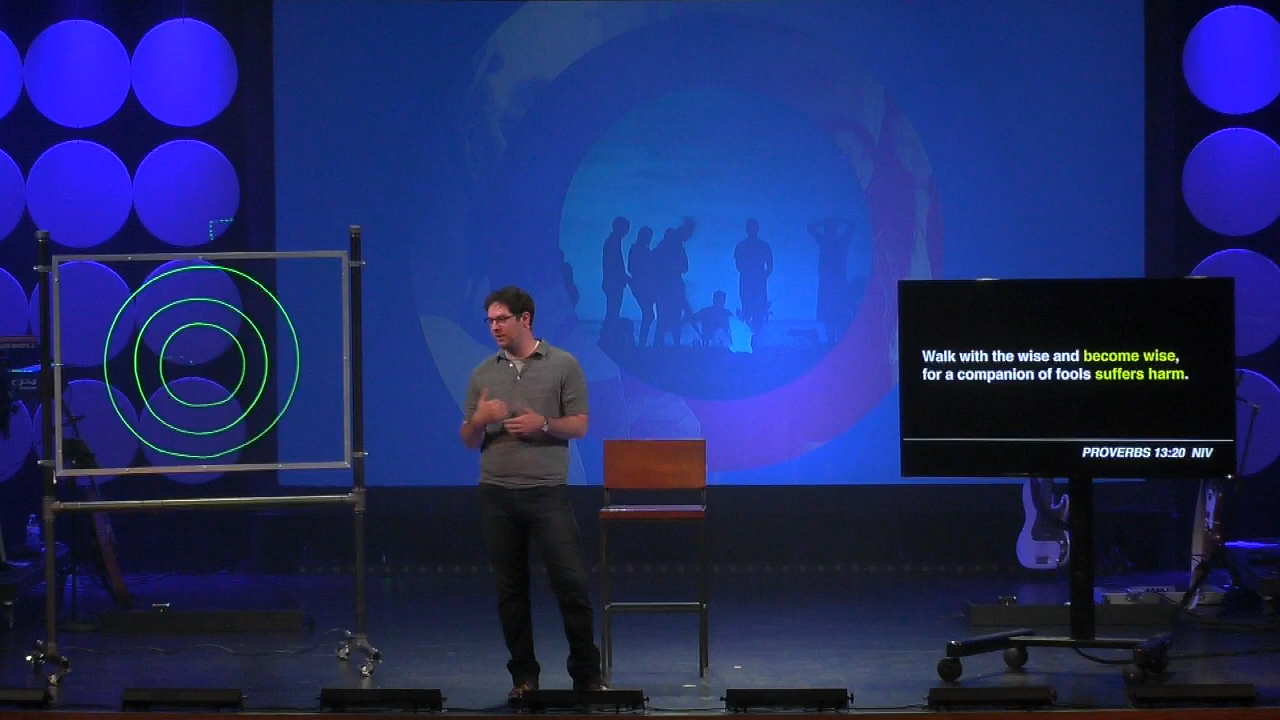 Walk with the wise and become wise,
for a companion of fools suffers harm.
PROVERBS 13:20 NIV